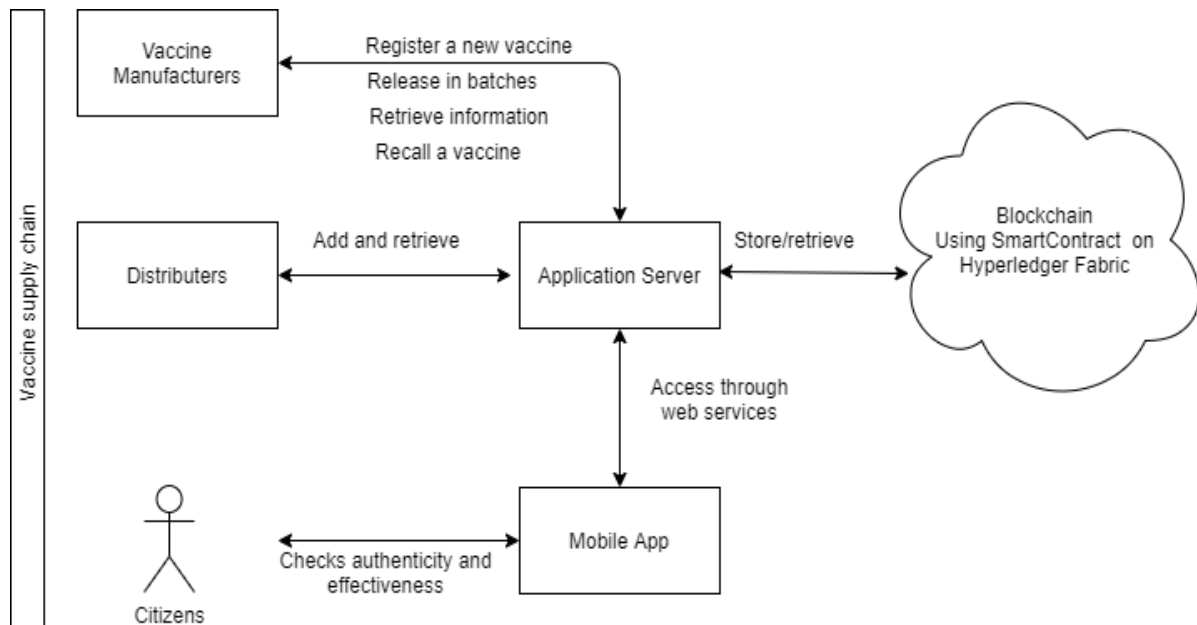 Vaccine supply chain
Vaccine
Manufacturers
Register a new vaccine
Release in batches
Retrieve information
Recall a vaccine
Distributers
Add and retrieve
Application Server
Store/retrieve
Blockchain
Using SmartContract on
Hyperledger Fabric
Access through
web services
Mobile App
Checks authenticity and
effectiveness
Citizens